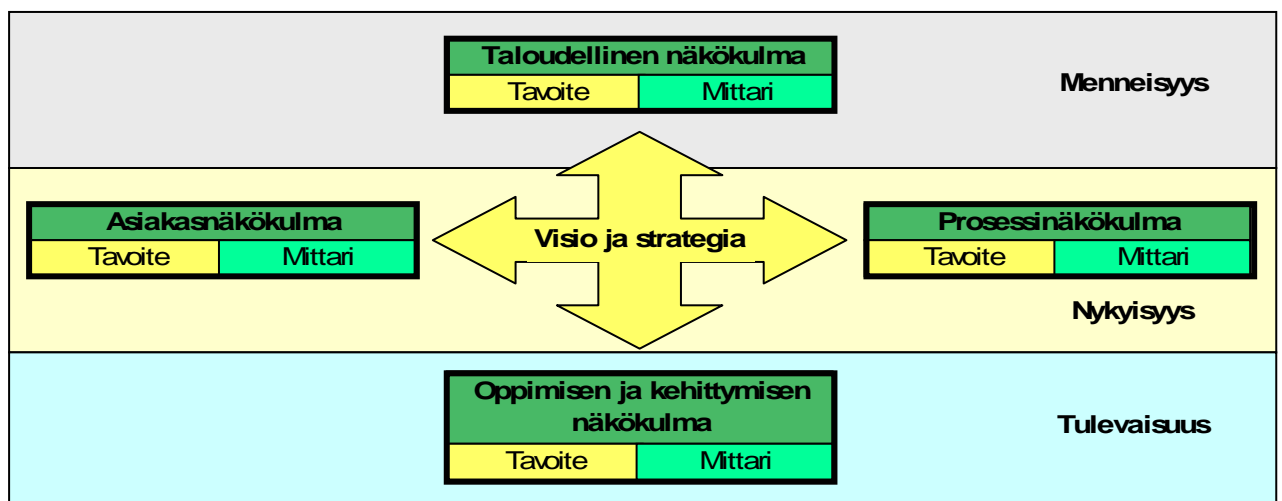 Taloudellinen näkökulma
Tavoite Mittari
Menneisyys
Asiakasnäkökulma
Tavoite Mittari
Visio ja strategia
Prosessinäkökulma
Tavoite Mittari
Nykyisyys
Oppimisen ja kehittymisen
näkökulma
Tavoite Mittari
Tulevaisuus